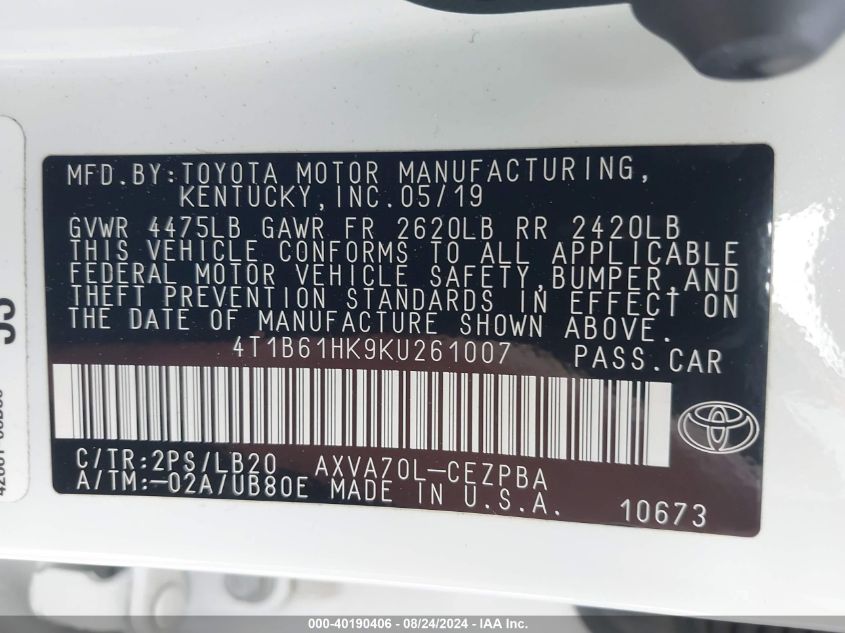 MFD.BY:TOYOTA MOTOR MANUFACTURING,
KENTUCKY,INC.05/19
GVWR 4475LB GAWR FR 2620LB RR 2420LB
THIS VEHICLE CONFORMS TO ALL APPLICABLE
FEDERAL MOTOR VEHICLE SAFETY,BUMPER,AND
THEFT PREVENTION STANDARDS IN EFFECT ON
THE DATE OF MANUFACTURE SHOWN ABOVE.
4T1B61HK9KU261007 PASS.CAR
C/TR:2PS/LB20 AXVA70L-CEZPBA
A/TM:-02A/UB80E MADE IN U.S.A.
10673
000-40190406 - 08/24/2024 - IAA Inc.